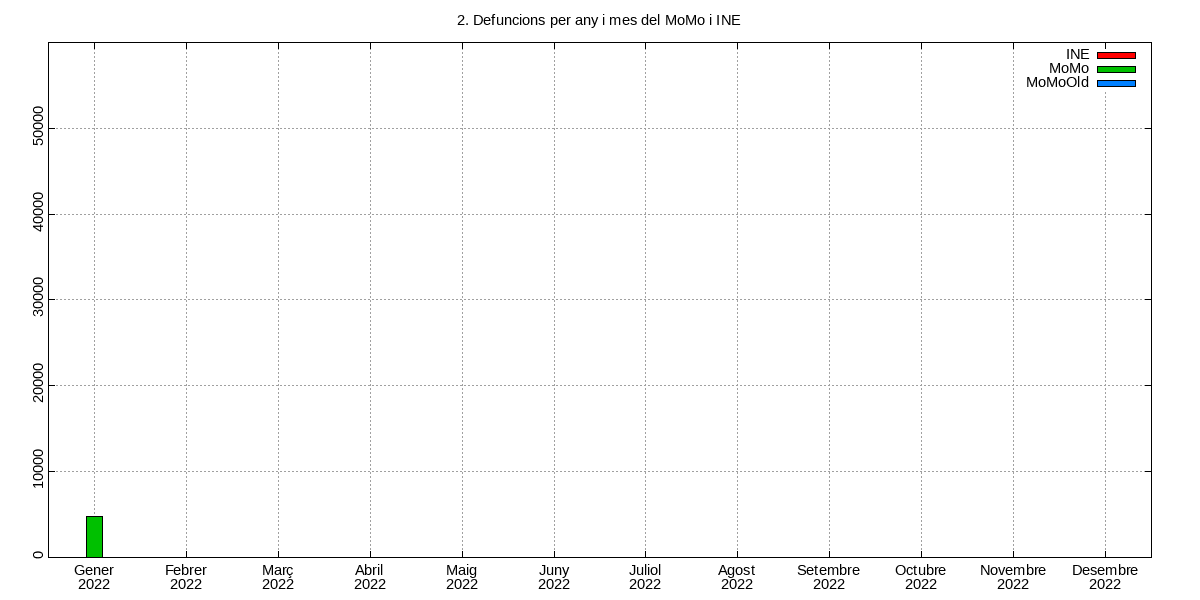 2. Defuncions per any i mes del MoMo i INE
INE
MoMo
MoMoOld
50000
40000
30000
20000
10000
0
Gener Febrer Març Abril Maig Juny Juliol Agost Setembre Octubre Novembre Desembre
2022 2022 2022 2022 2022 2022 2022 2022 2022 2022 2022 2022